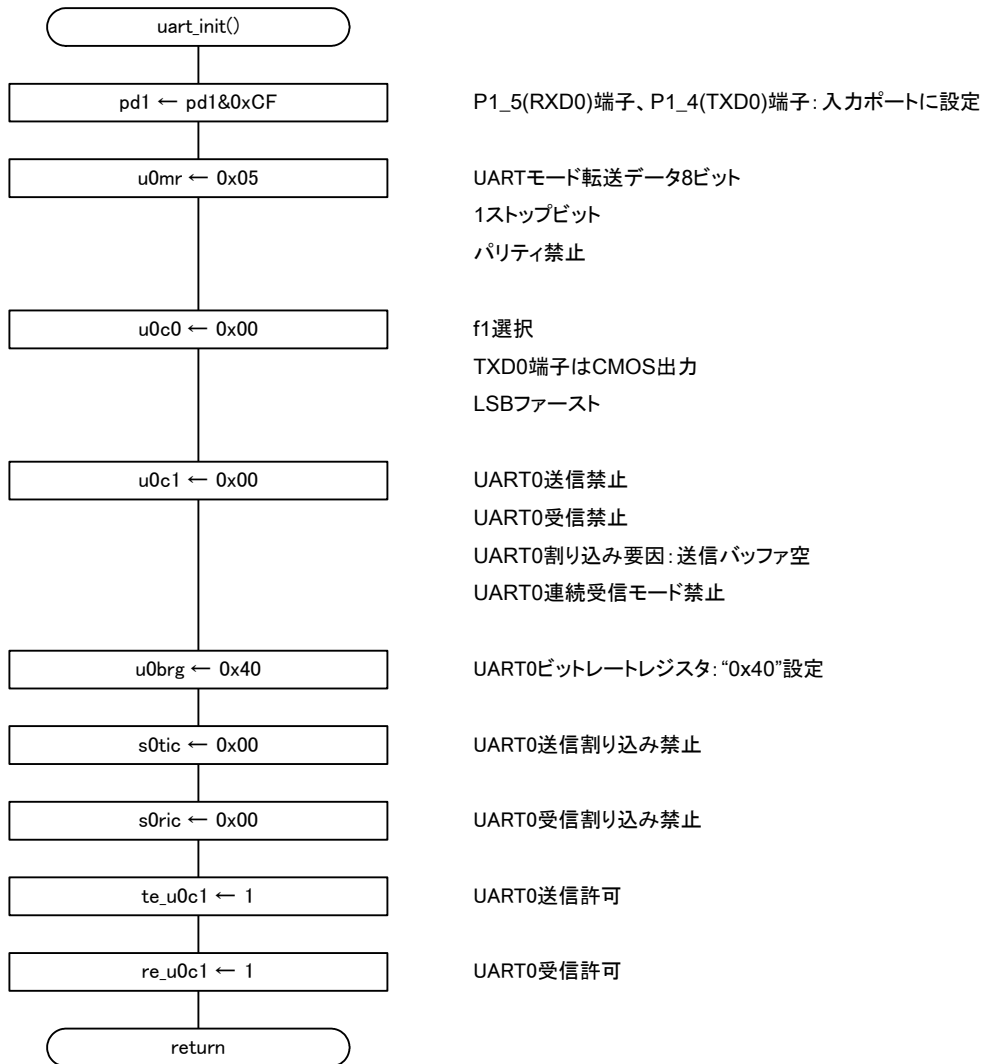 uart_init()
pd1 ← pd1&0xCF
P1_5(RXD0)端子、P1_4(TXD0)端子：入力ポートに設定
u0mr ← 0x05
UARTモード転送データ8ビット
1ストップビット
パリティ禁止
u0c0 ← 0x00
f1選択
TXD0端子はCMOS出力
LSBファースト
u0c1 ← 0x00
UART0送信禁止
UART0受信禁止
UART0割り込み要因：送信バッファ空
UART0連続受信モード禁止
u0brg ← 0x40
UART0ビットレートレジスタ：“0x40”設定
s0tic ← 0x00
UART0送信割り込み禁止
s0ric ← 0x00
UART0受信割り込み禁止
te_u0c1 ← 1
UART0送信許可
re_u0c1 ← 1
UART0受信許可
return